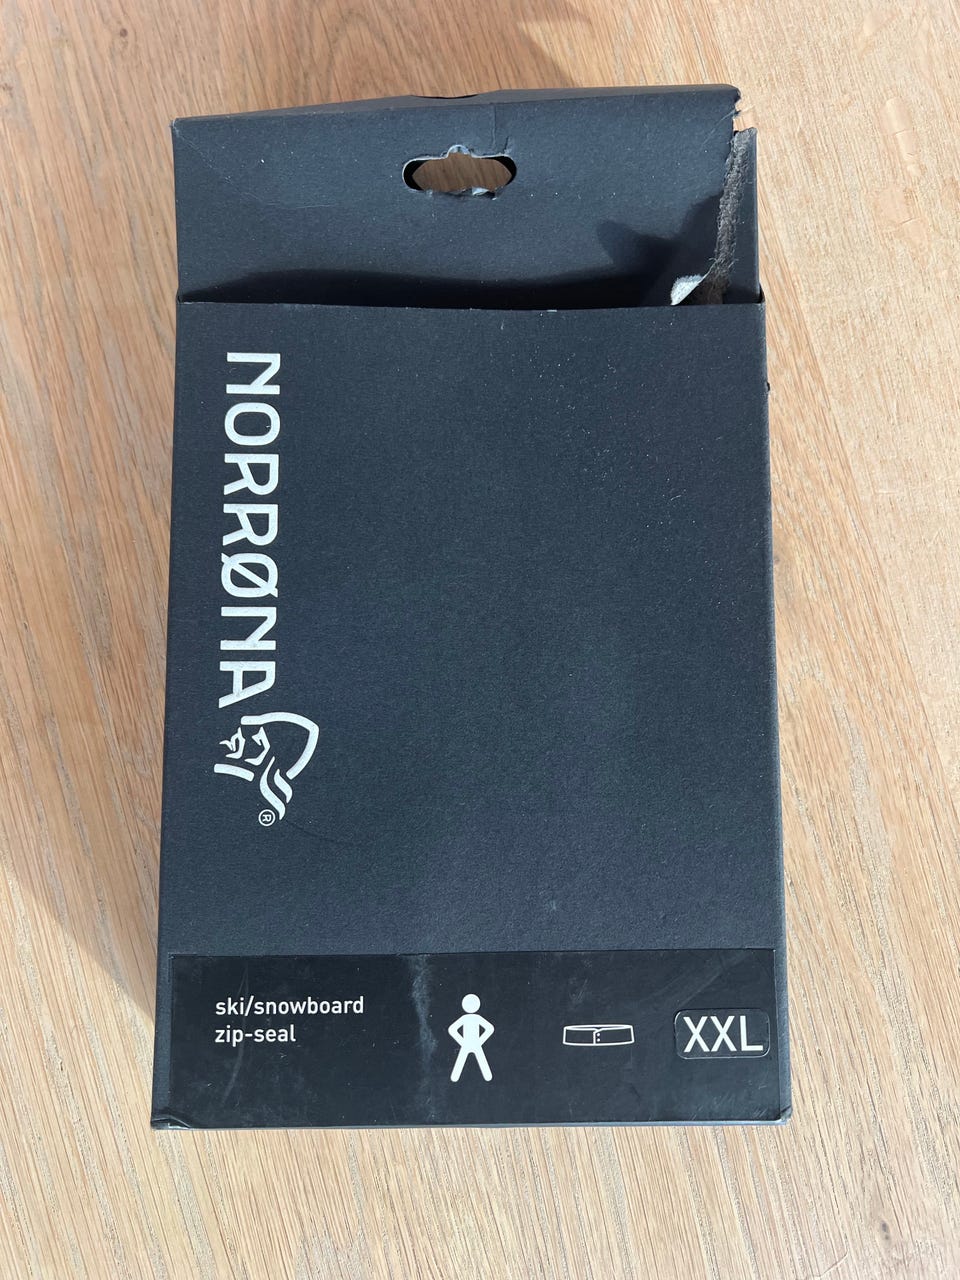 NORRØNA
®
ski/snowboard
zip-seal
XXL